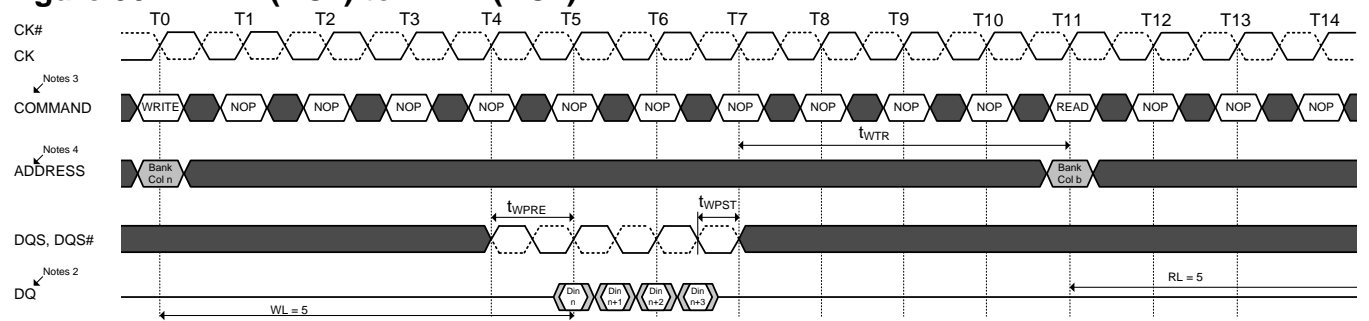 T0 T1 T2 T3 T4 T5 T6 T7 T8 T9 T10 T11 T12 T13 T14
CK#
CK
Notes 3
COMMAND WRITE NOP NOP NOP NOP NOP NOP NOP NOP NOP NOP READ NOP NOP NOP
tWTR
Notes 4
ADDRESS Bank Col n Bank Col b
tWPRE tWPST
DQS, DQS#
Notes 2
DQ Din n Din n+1 Din n+2 Din n+3
RL = 5
WL = 5